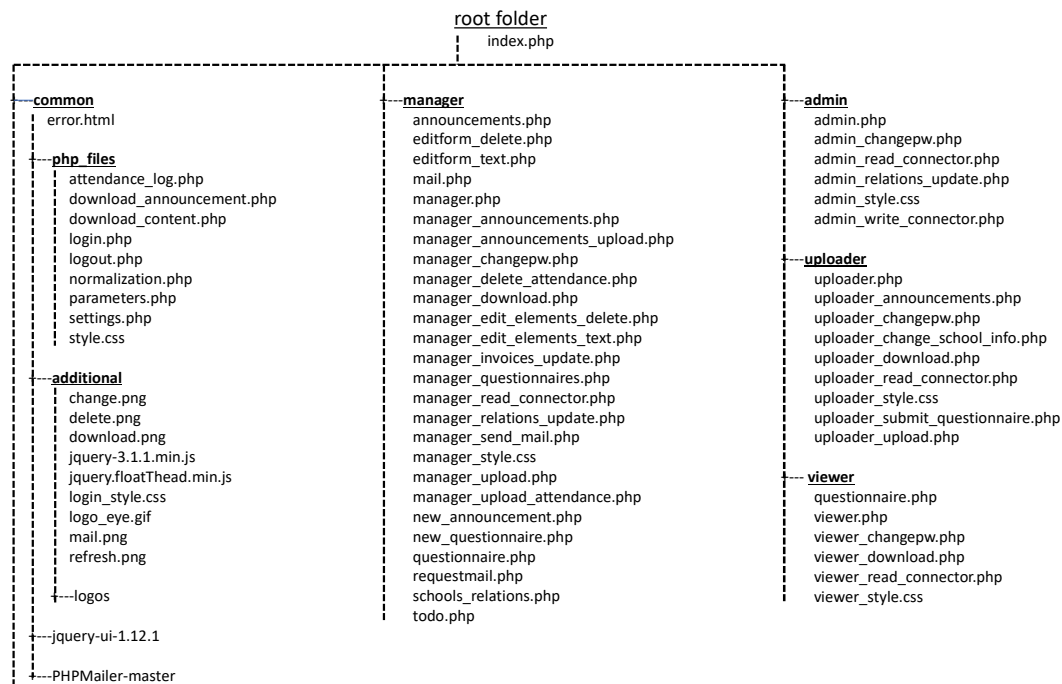 root folder
index.php
common
error.html
php_files
attendance_log.php
download_announcement.php
download_content.php
login.php
logout.php
normalization.php
parameters.php
settings.php
style.css
additional
change.png
delete.png
download.png
jquery-3.1.1.min.js
jquery.floatThead.min.js
login_style.css
logo_eye.gif
mail.png
refresh.png
logos
jquery-ui-1.12.1
PHPMailer-master
manager
announcements.php
editform_delete.php
editform_text.php
mail.php
manager.php
manager_announcements.php
manager_announcements_upload.php
manager_changepw.php
manager_delete_attendance.php
manager_download.php
manager_edit_elements_delete.php
manager_edit_elements_text.php
manager_invoices_update.php
manager_questionnaires.php
manager_read_connector.php
manager_relations_update.php
manager_send_mail.php
manager_style.css
manager_upload.php
manager_upload_attendance.php
new_announcement.php
new_questionnaire.php
questionnaire.php
requestmail.php
schools_relations.php
todo.php
admin
admin.php
admin_changepw.php
admin_read_connector.php
admin_relations_update.php
admin_style.css
admin_write_connector.php
uploader
uploader.php
uploader_announcements.php
uploader_changepw.php
uploader_change_school_info.php
uploader_download.php
uploader_read_connector.php
uploader_style.css
uploader_submit_questionnaire.php
uploader_upload.php
viewer
questionnaire.php
viewer.php
viewer_changepw.php
viewer_download.php
viewer_read_connector.php
viewer_style.css